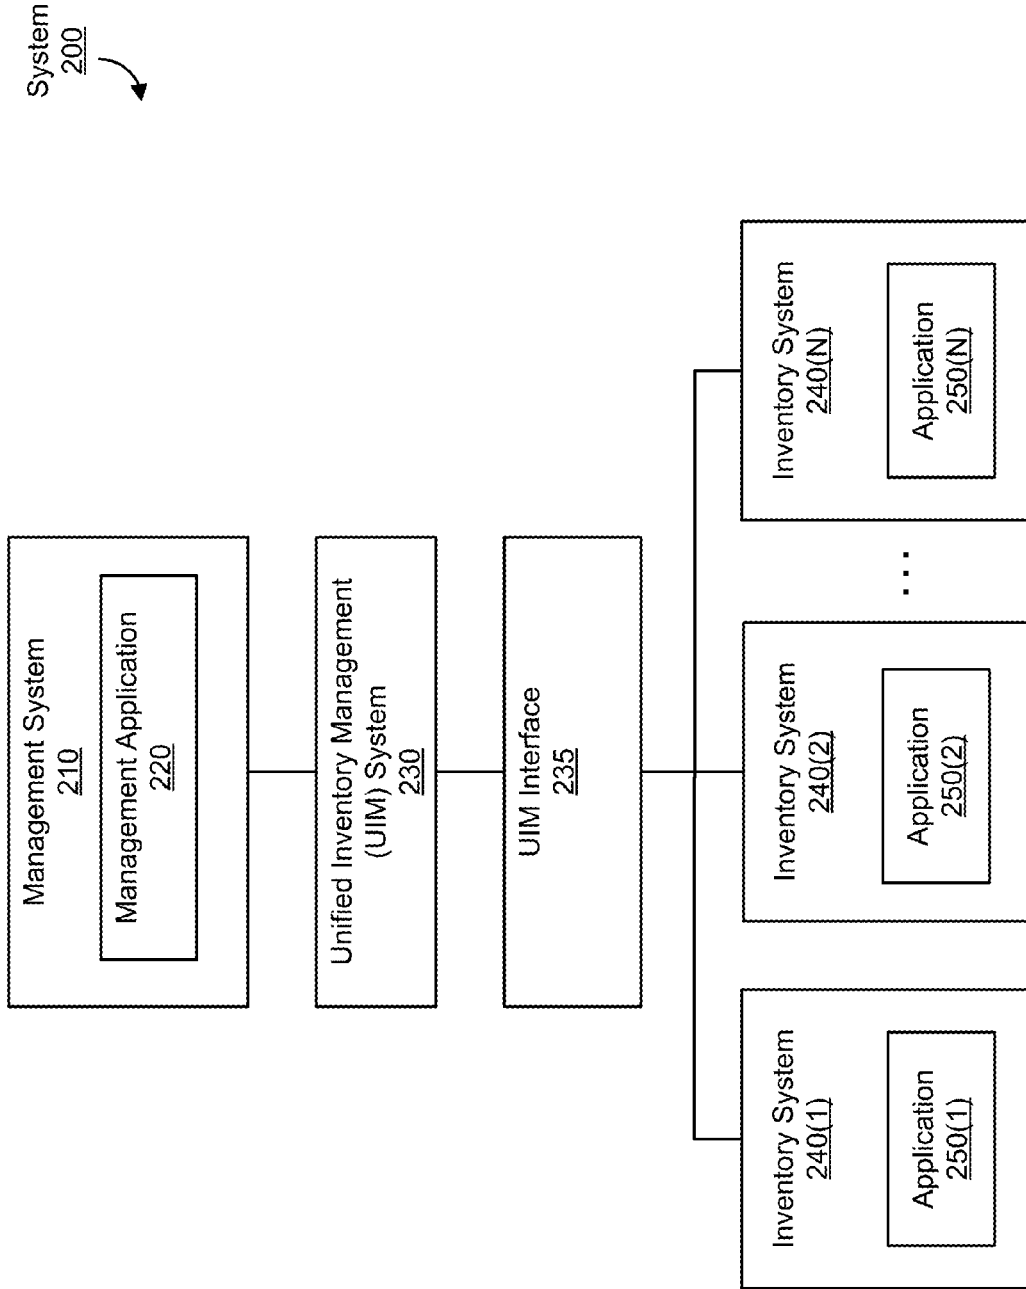 System
200
Management System
210
Management Application
220
Unified Inventory Management
(UIM) System
230
UIM Interface
235
Inventory System
240(1)
Application
250(1)
Inventory System
240(2)
Application
250(2)
...
Inventory System
240(N)
Application
250(N)